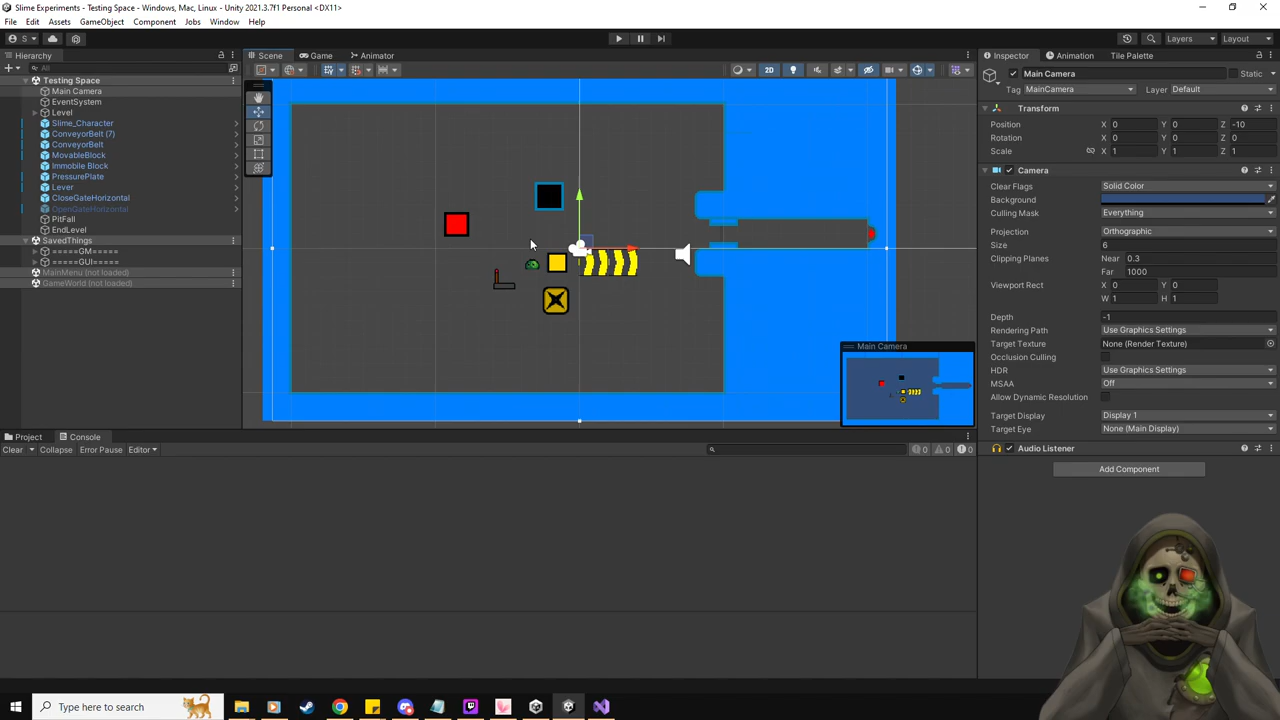 Slime Experiments - Testing Space - Windows, Mac, Linux - Unity 2021.3.7f1 Personal <DX11>
File Edit Assets GameObject Component Jobs Window Help
S Layers Layout
Hierarchy Scene Game Animator Inspector Animation Tile Palette
All 2D
Testing Space
Main Camera
EventSystem
Level
Slime_Character
ConveyorBelt (7)
ConveyorBelt
MovableBlock
Immobile Block
PressurePlate
Lever
CloseGateHorizontal
OpenGateHorizontal
PitFall
EndLevel
SavedThings
=====GM=====
=====GUI=====
MainMenu (not loaded)
GameWorld (not loaded)
Main Camera
Main Camera Static
Tag MainCamera Layer Default
Transform
Position X 0 Y 0 Z -10
Rotation X 0 Y 0 Z 0
Scale X 1 Y 1 Z 1
Camera
Clear Flags Solid Color
Background
Culling Mask Everything
Projection Orthographic
Size 6
Clipping Planes Near 0.3
Far 1000
Viewport Rect X 0 Y 0
W 1 H 1
Depth -1
Rendering Path Use Graphics Settings
Target Texture None (Render Texture)
Occlusion Culling
HDR Use Graphics Settings
MSAA Off
Allow Dynamic Resolution
Target Display Display 1
Target Eye None (Main Display)
Audio Listener
Add Component
Project Console
Clear Collapse Error Pause Editor 0 0 0
Type here to search